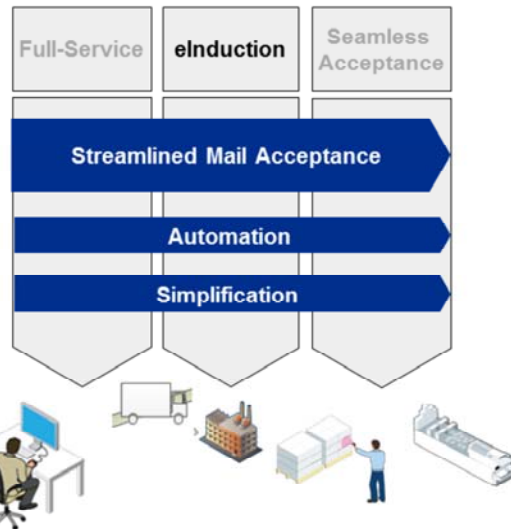 Full-Service
eInduction
Seamless
Acceptance
Streamlined Mail Acceptance
Automation
Simplification